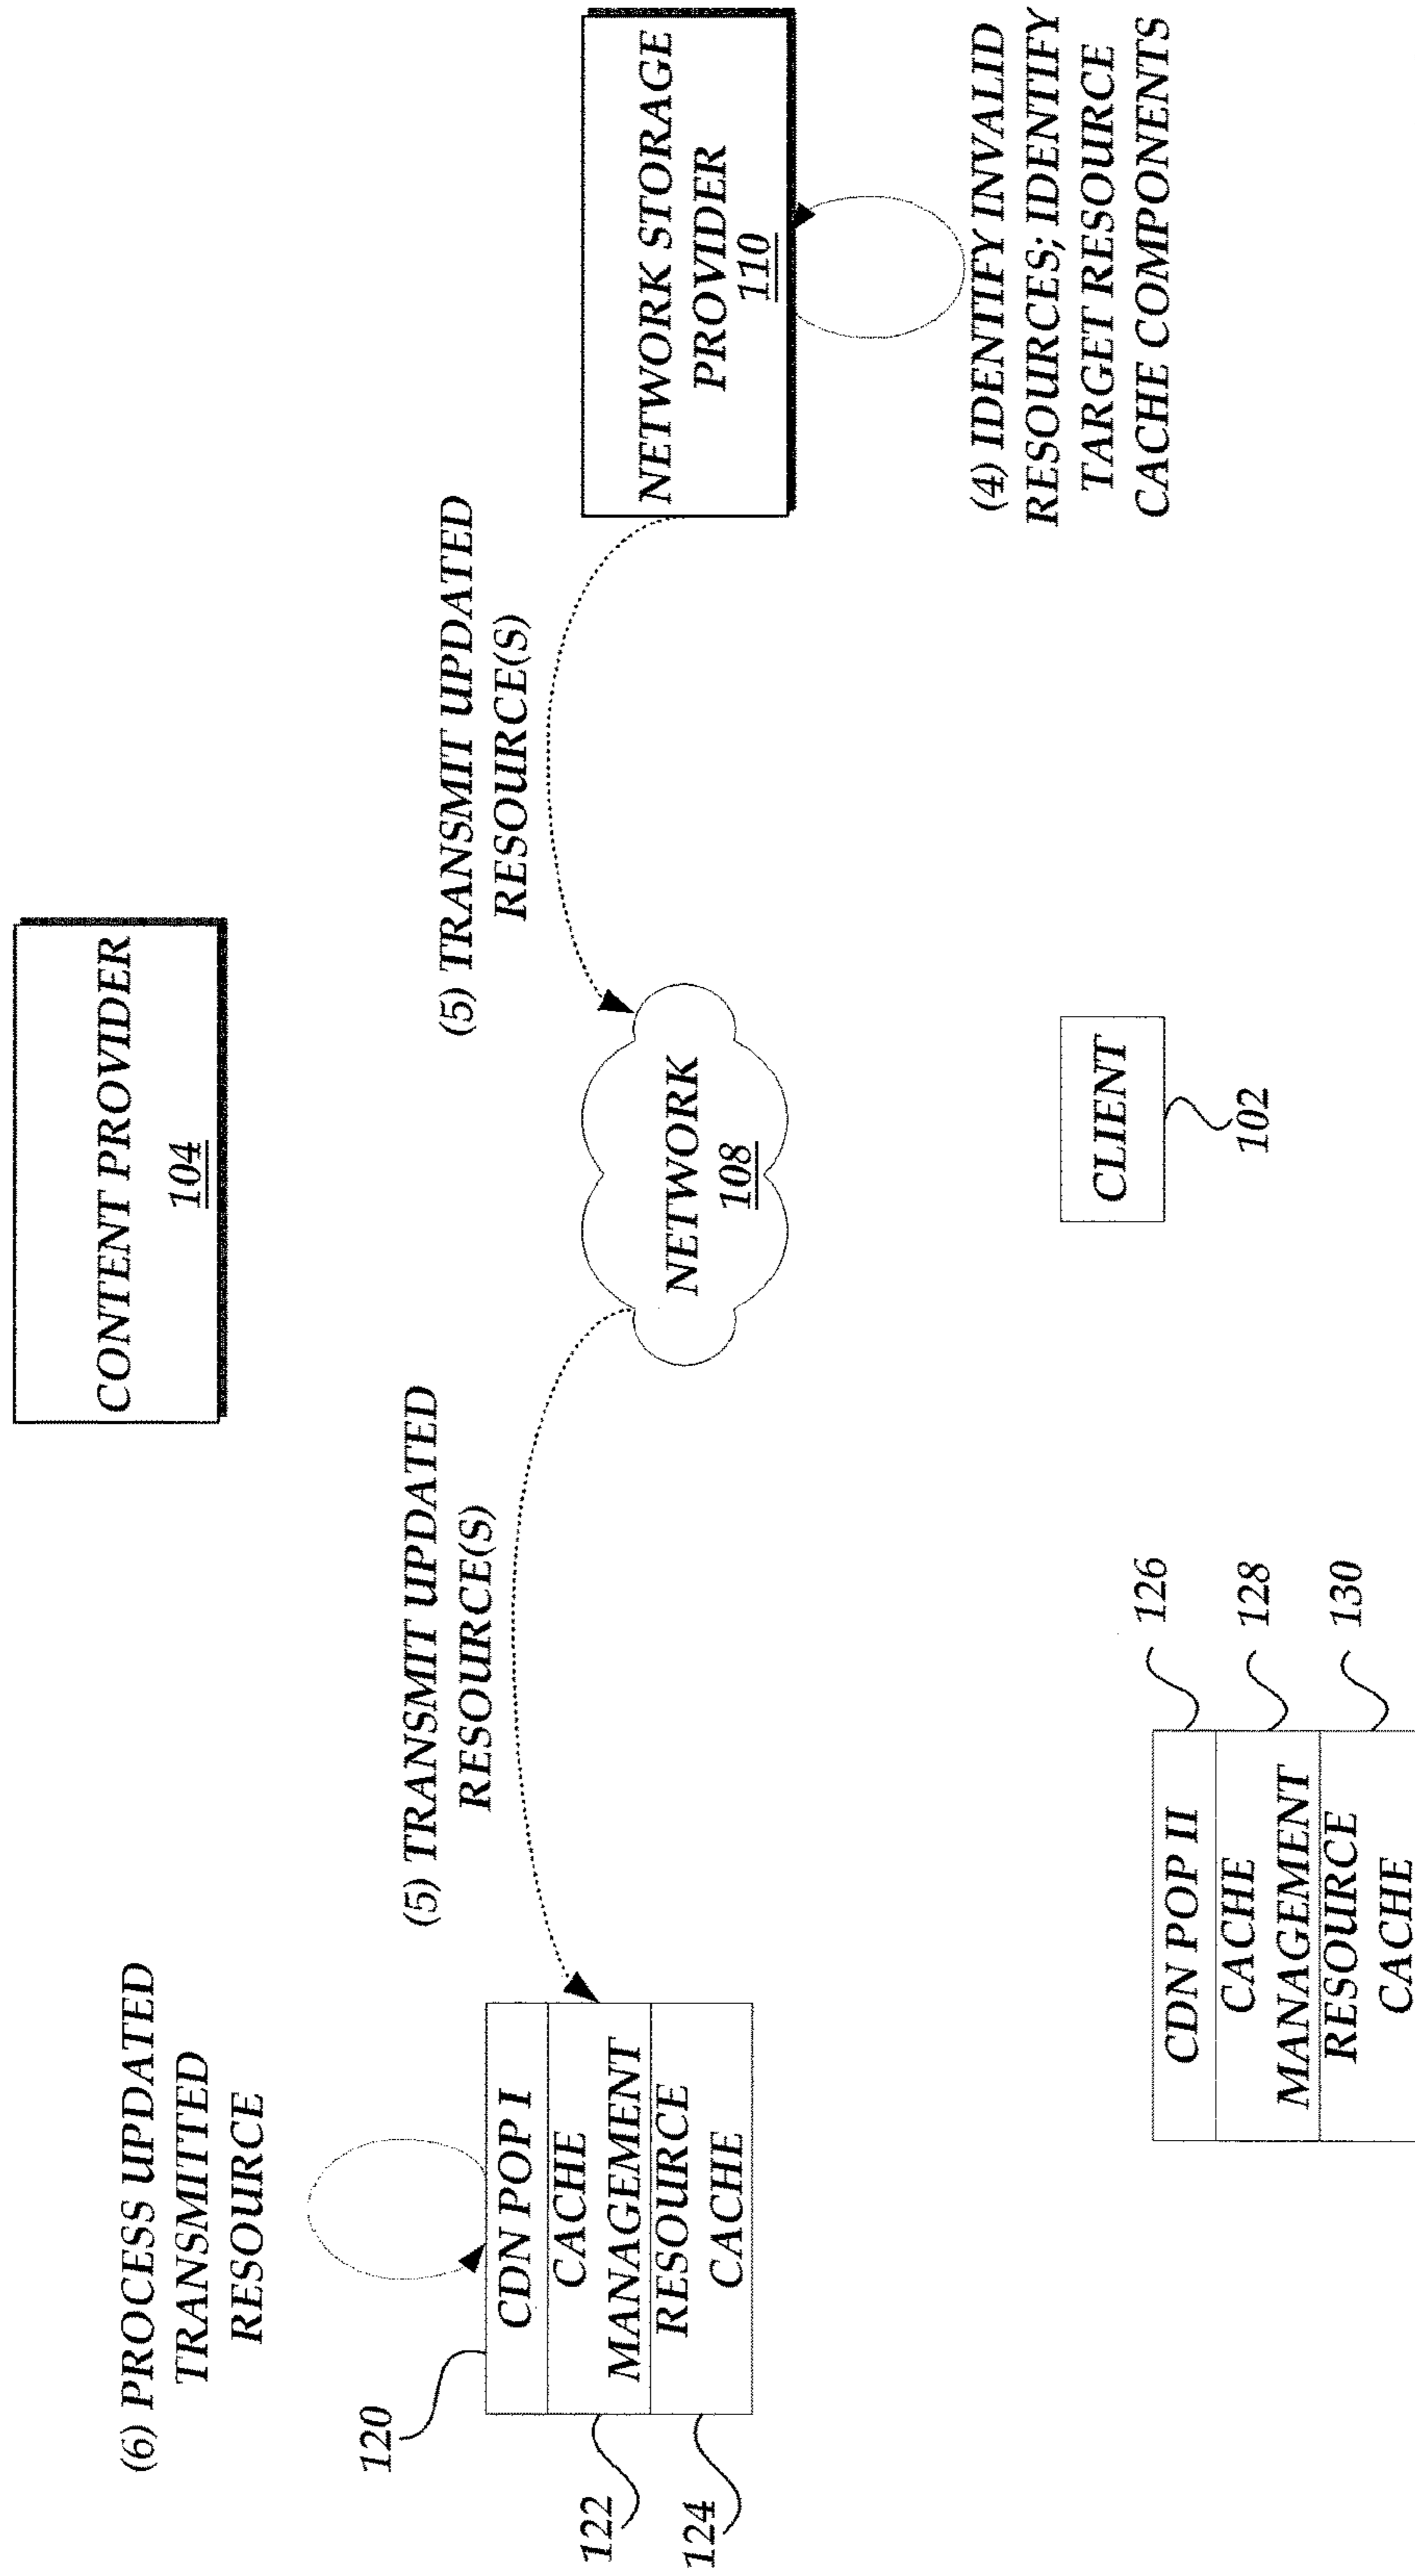 CONTENT PROVIDER
104
(6) PROCESS UPDATED
TRANSMITTED
RESOURCE
(5) TRANSMIT UPDATED
RESOURCE(S)
(5) TRANSMIT UPDATED
RESOURCE(S)
120
CDN POP I
122
CACHE
MANAGEMENT
124
RESOURCE
CACHE
NETWORK
108
NETWORK STORAGE
PROVIDER
110
(4) IDENTIFY INVALID
RESOURCES; IDENTIFY
TARGET RESOURCE
CACHE COMPONENTS
CLIENT
102
CDN POP II
126
CACHE
MANAGEMENT
128
RESOURCE
CACHE
130